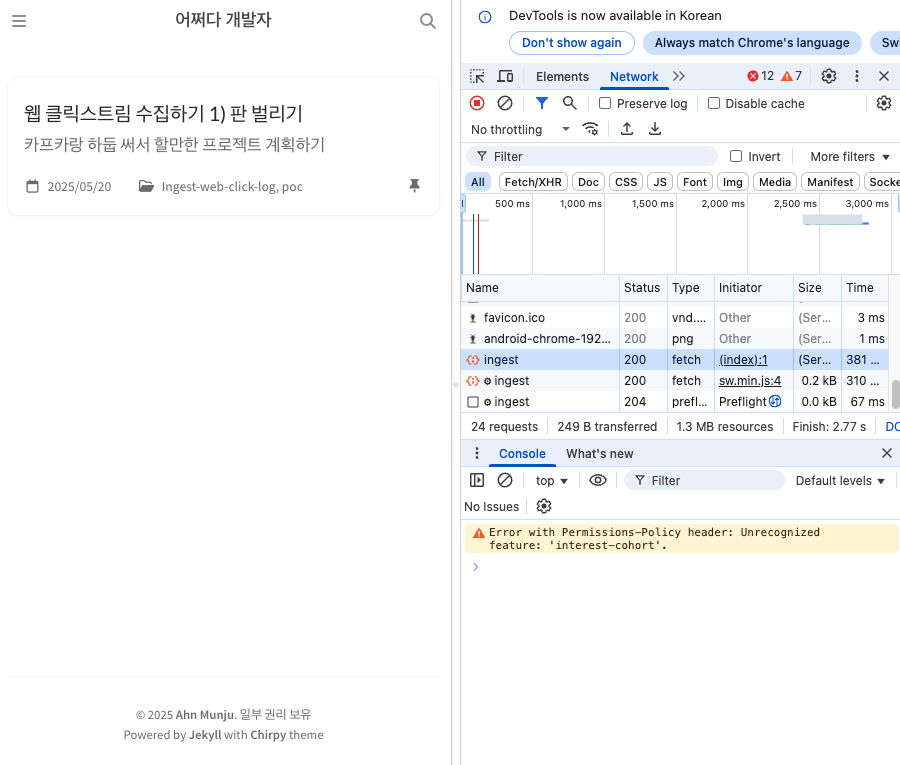 어쩌다 개발자
웹 클릭스트림 수집하기 1) 판 벌리기
카프카랑 하둡 써서 할만한 프로젝트 계획하기
2025/05/20 Ingest-web-click-log, poc
© 2025 Ahn Munju. 일부 권리 보유
Powered by Jekyll with Chirpy theme
DevTools is now available in Korean
Don't show again Always match Chrome's language Sw
Elements Network 12 7
Preserve log Disable cache
No throttling
Filter Invert More filters
All Fetch/XHR Doc CSS JS Font Img Media Manifest Socke
500 ms 1,000 ms 1,500 ms 2,000 ms 2,500 ms 3,000 ms
Name Status Type Initiator Size Time
favicon.ico 200 vnd.... Other (Ser... 3 ms
android-chrome-192... 200 png Other (Ser... 1 ms
ingest 200 fetch (index):1 (Ser... 381 ...
ingest 200 fetch sw.min.js:4 0.2 kB 310 ...
ingest 204 prefl... Preflight 0.0 kB 67 ms
24 requests 249 B transferred 1.3 MB resources Finish: 2.77 s DC
Console What's new
top Filter Default levels
No Issues
Error with Permissions-Policy header: Unrecognized
feature: 'interest-cohort'.